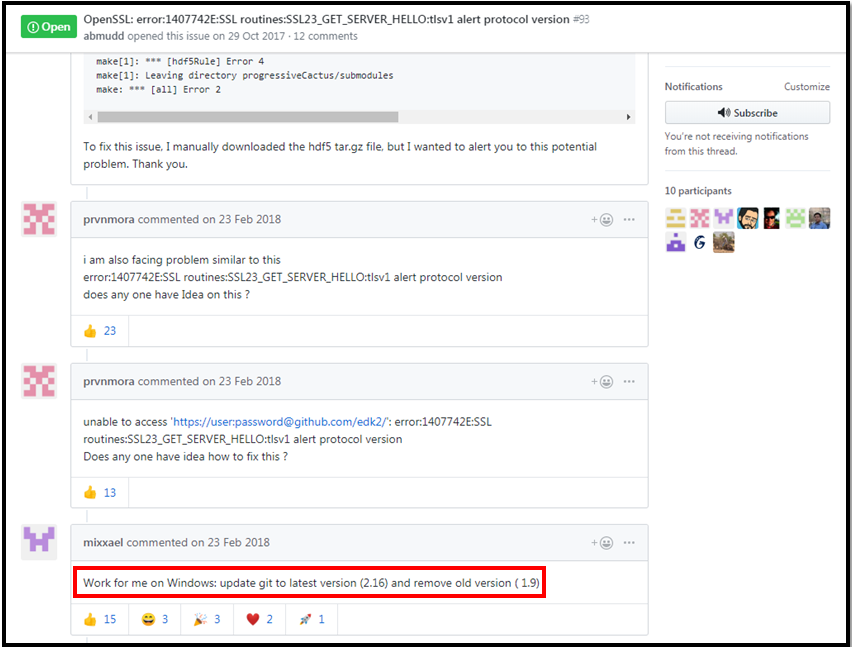 Open
OpenSSL: error:1407742E:SSL routines:SSL23_GET_SERVER_HELLO:tlsv1 alert protocol version #93
abmudd opened this issue on 29 Oct 2017 · 12 comments
make[1]: *** [hdf5Rule] Error 4
make[1]: Leaving directory progressiveCactus/submodules
make: *** [all] Error 2
To fix this issue, I manually downloaded the hdf5 tar.gz file, but I wanted to alert you to this potential
problem. Thank you.
prvnmora commented on 23 Feb 2018
i am also facing problem similar to this
error:1407742E:SSL routines:SSL23_GET_SERVER_HELLO:tlsv1 alert protocol version
does any one have Idea on this ?
23
prvnmora commented on 23 Feb 2018
unable to access 'https://user:password@github.com/edk2/': error:1407742E:SSL
routines:SSL23_GET_SERVER_HELLO:tlsv1 alert protocol version
Does any one have idea how to fix this ?
13
mixxael commented on 23 Feb 2018
Work for me on Windows: update git to latest version (2.16) and remove old version ( 1.9)
15 3 3 2 1
Notifications Customize
Subscribe
You're not receiving notifications
from this thread.
10 participants